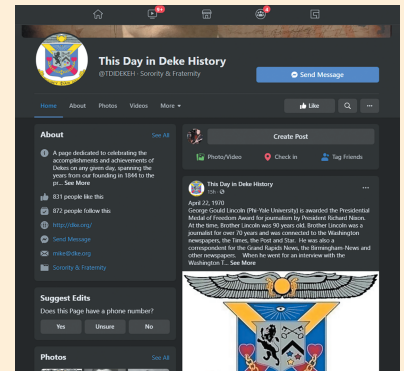 9+
4
This Day in Deke History
@TDIDEKEH · Sorority & Fraternity
Send Message
Home About Photos Videos More
Like
About
See All
A page dedicated to celebrating the
accomplishments and achievements of
Dekes on any given day, spanning the
years from our founding in 1844 to the
pr... See More
831 people like this
872 people follow this
http://dke.org/
Send Message
mike@dke.org
Sorority & Fraternity
Suggest Edits
Does this Page have a phone number?
Yes Unsure No
Photos
See All
Create Post
Photo/Video Check in Tag Friends
This Day in Deke History
15h ·
April 22, 1970
George Gould Lincoln (Phi-Yale University) is awarded the Presidential
Medal of Freedom Award for journalism by President Richard Nixon.
At the time, Brother Lincoln was 90 years old. Brother Lincoln was a
journalist for over 70 years and was connected to the Washington
newspapers, the Times, the Post and Star. He was also a
correspondent for the Grand Rapids News, the Birmingham-News and
other newspapers. When he went for an interview with the
Washington T... See More